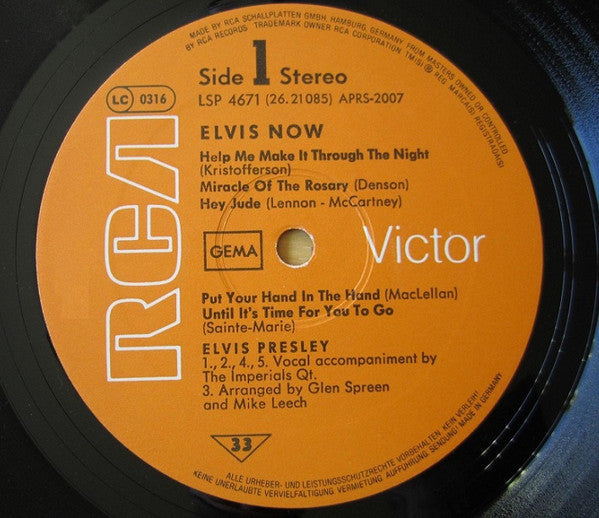 MADE BY RCA SCHALLPLATTEN GMBH, HAMBURG, GERMANY FROM MASTERS OWNED OR CONTROLLED
BY RCA RECORDS TRADEMARK OWNER RCA CORPORATION TM(S) ® REG. MARCA(S) REGISTRADA(S)
Side 1 Stereo
LC 0316
LSP 4671 (26.21085) APRS-2007
ELVIS NOW
Help Me Make It Through The Night
(Kristofferson)
Miracle Of The Rosary (Denson)
Hey Jude (Lennon - McCartney)
RCA
GEMA
Victor
Put Your Hand In The Hand (MacLellan)
Until It's Time For You To Go
(Sainte-Marie)
ELVIS PRESLEY
1., 2., 4., 5. Vocal accompaniment by
The Imperials Qt.
3. Arranged by Glen Spreen
and Mike Leech
33
ALLE URHEBER- UND LEISTUNGSSCHUTZRECHTE VORBEHALTEN. KEIN VERLEIH!
KEINE UNERLAUBTE VERVIELFÄLTIGUNG, VERMIETUNG, AUFFÜHRUNG, SENDUNG! MADE IN GERMANY